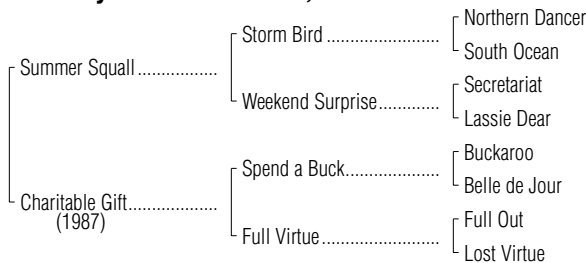 Northern Dancer
Storm Bird
South Ocean
Summer Squall
Secretariat
Weekend Surprise
Lassie Dear
Buckaroo
Spend a Buck
Belle de Jour
Charitable Gift
(1987)
Full Out
Full Virtue
Lost Virtue